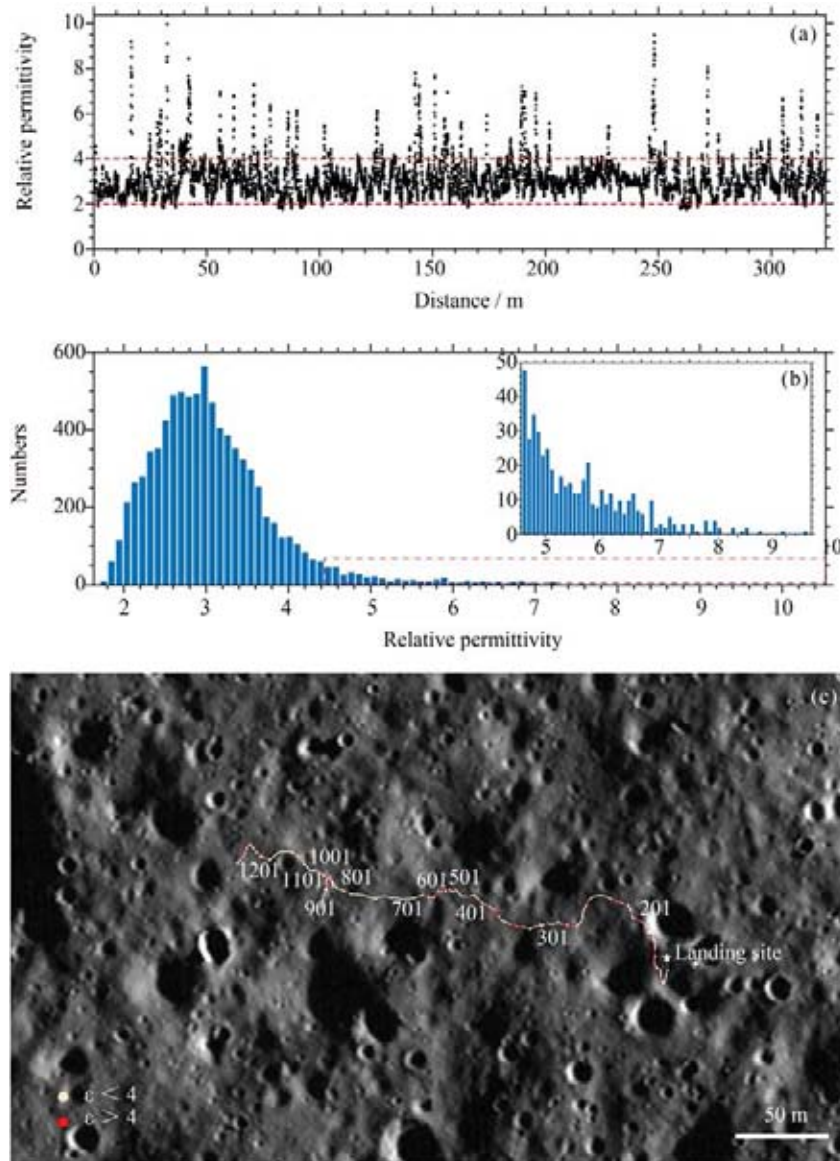 (a)
Relative permittivity
10
8
6
4
2
0
0 50 100 150 200 250 300
Distance / m
(b)
Numbers
600
400
200
0
50
40
30
20
10
0
5 6 7 8 9 10
2 3 4 5 6 7 8 9 10
Relative permittivity
(c)
1001
1201
1101 801
901
701
601 501
401
301
201
Landing site
ε < 4
ε > 4
50 m